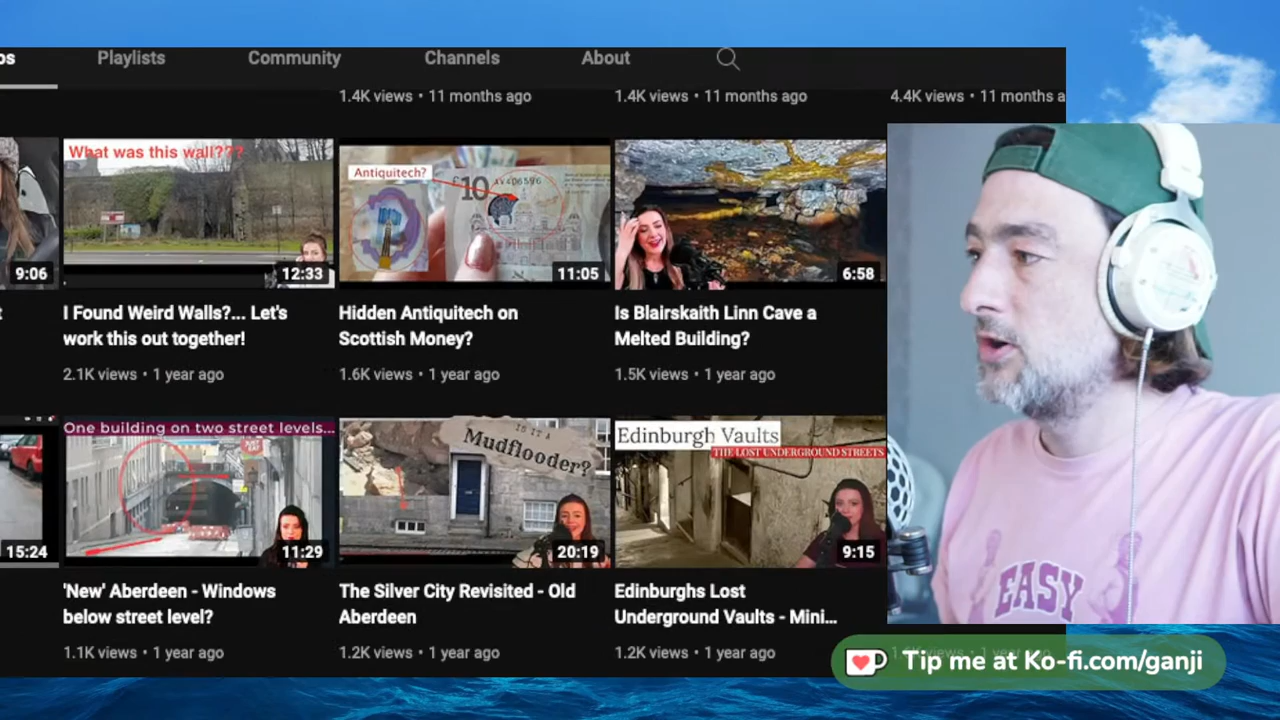 os Playlists Community Channels About
1.4K views • 11 months ago 1.4K views • 11 months ago 4.4K views • 11 months a
What was this wall???
Antiquitech?
£10
9:06 12:33 11:05 6:58
t I Found Weird Walls?... Let's work this out together!
2.1K views • 1 year ago
Hidden Antiquitech on Scottish Money?
1.6K views • 1 year ago
Is Blairskaith Linn Cave a Melted Building?
1.5K views • 1 year ago
One building on two street levels...
IS IT A
Mudflooder?
Edinburgh Vaults
THE LOST UNDERGROUND STREETS
15:24 11:29 20:19 9:15
'New' Aberdeen - Windows below street level?
1.1K views • 1 year ago
The Silver City Revisited - Old Aberdeen
1.2K views • 1 year ago
Edinburghs Lost Underground Vaults - Mini...
1.2K views • 1 year ago
EASY
Tip me at Ko-fi.com/ganji